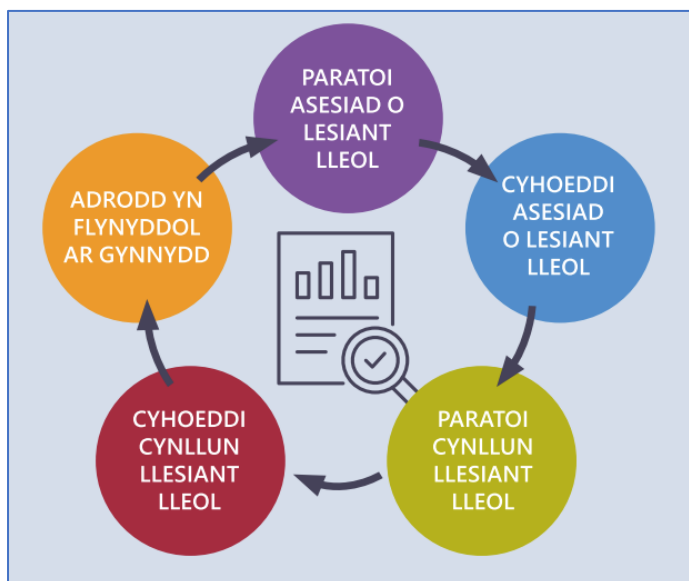 PARATOI
ASESIAD O
LESIANT
LLEOL
CYHOEDDI
ASESIAD
O LESIANT
LLEOL
PARATOI
CYNLLUN
LLESIANT
LLEOL
CYHOEDDI
CYNLLUN
LLESIANT
LLEOL
ADRODD YN
FLYNYDDOL
AR GYNNYDD